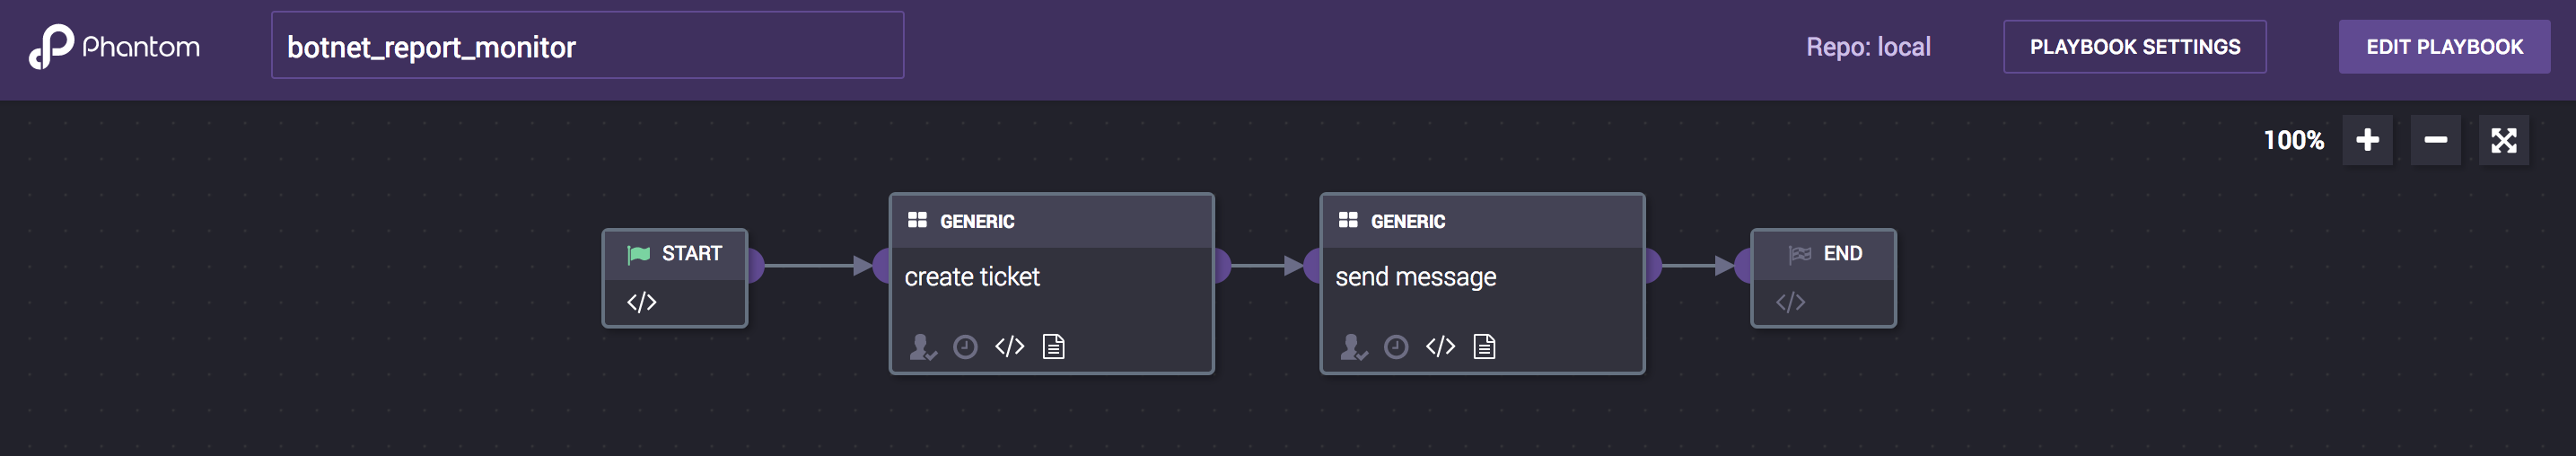 Phantom
botnet_report_monitor
Repo: local
PLAYBOOK SETTINGS
EDIT PLAYBOOK
100%
START
</>
GENERIC
create ticket
</>
GENERIC
send message
</>
END
</>